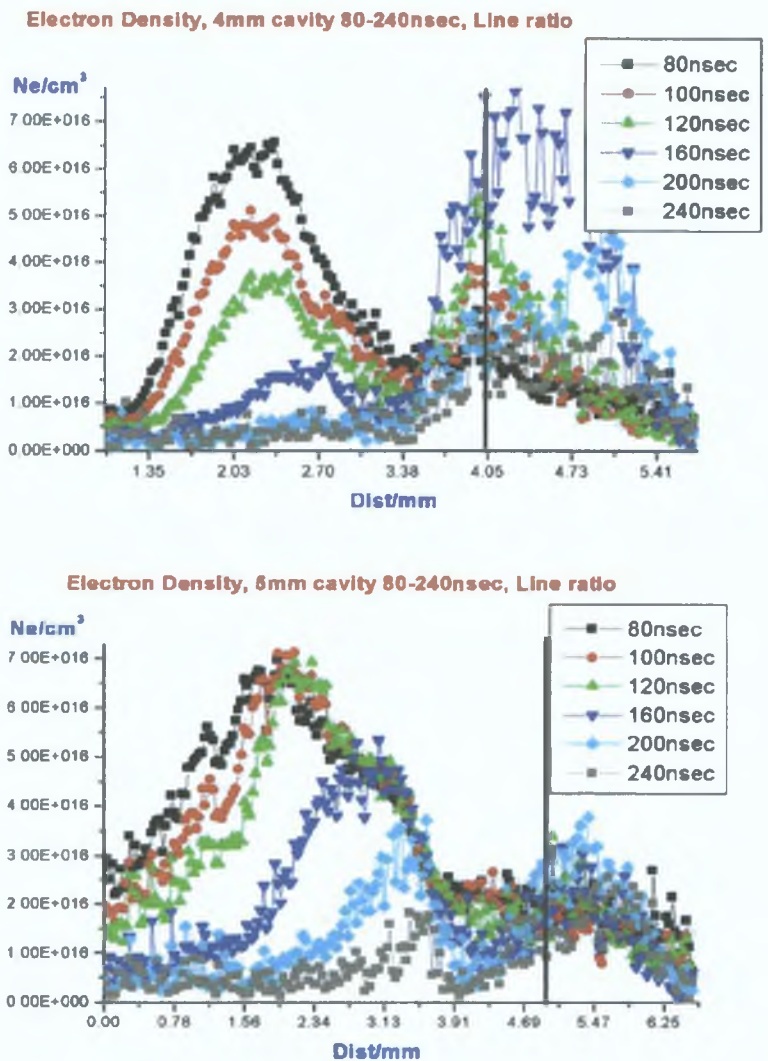 Electron Density, 4mm cavity 80-240nsec, Line ratio
Ne/cm³
80nsec
100nsec
120nsec
160nsec
200nsec
240nsec
7 00E+016
6.00E+016
5.00E+016
4 00E+016
3 00E+016
2 00E+016
1 00E+016
0 00E+000
1.35 2.03 2.70 3.38 4.05 4.73 5.41
Dist/mm
Electron Density, 5mm cavity 80-240nsec, Line ratio
Ne/cm³
80nsec
100nsec
120nsec
160nsec
200nsec
240nsec
7 00E+016
6 00E+016
5 00E+016
4 00E+016
3 00E+016
2 00E+016
1 00E+016
0 00E+000
0.00 0.78 1.56 2.34 3.13 3.91 4.69 5.47 6.25
Dist/mm